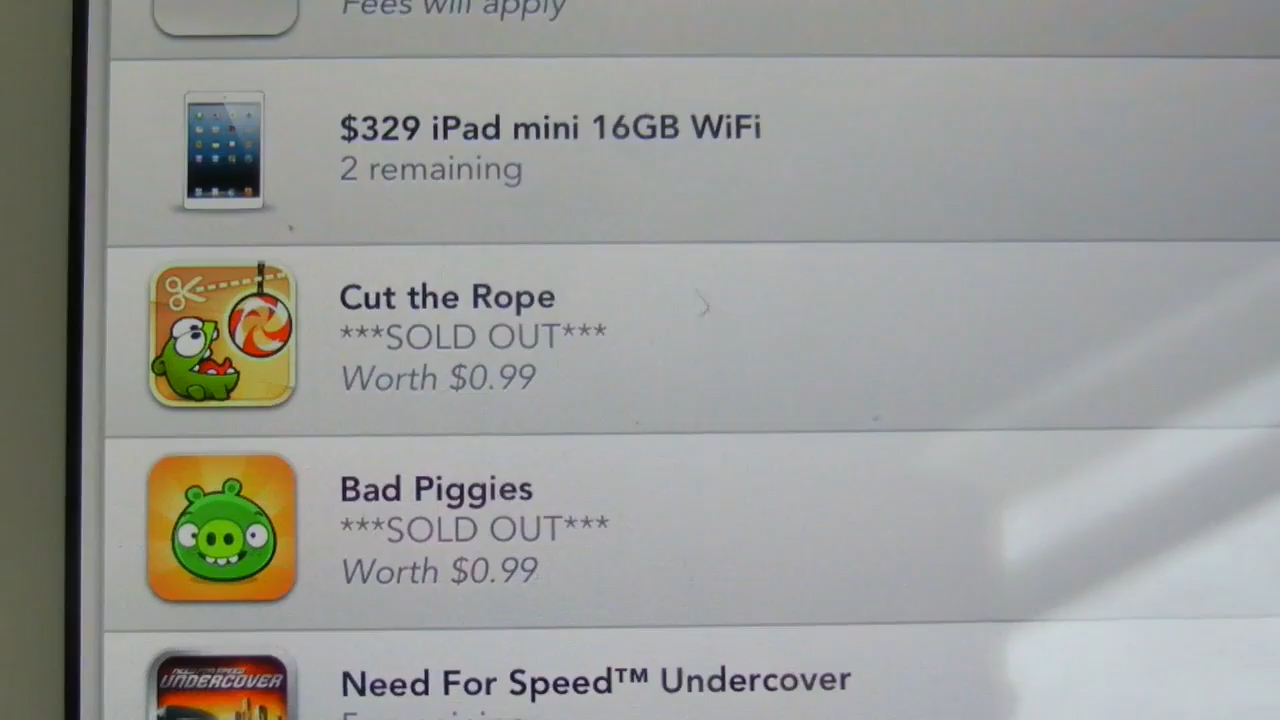 Fees will apply
$329 iPad mini 16GB WiFi
2 remaining
Cut the Rope
***SOLD OUT***
Worth $0.99
Bad Piggies
***SOLD OUT***
Worth $0.99
UNDERCOVER
Need For Speed™ Undercover